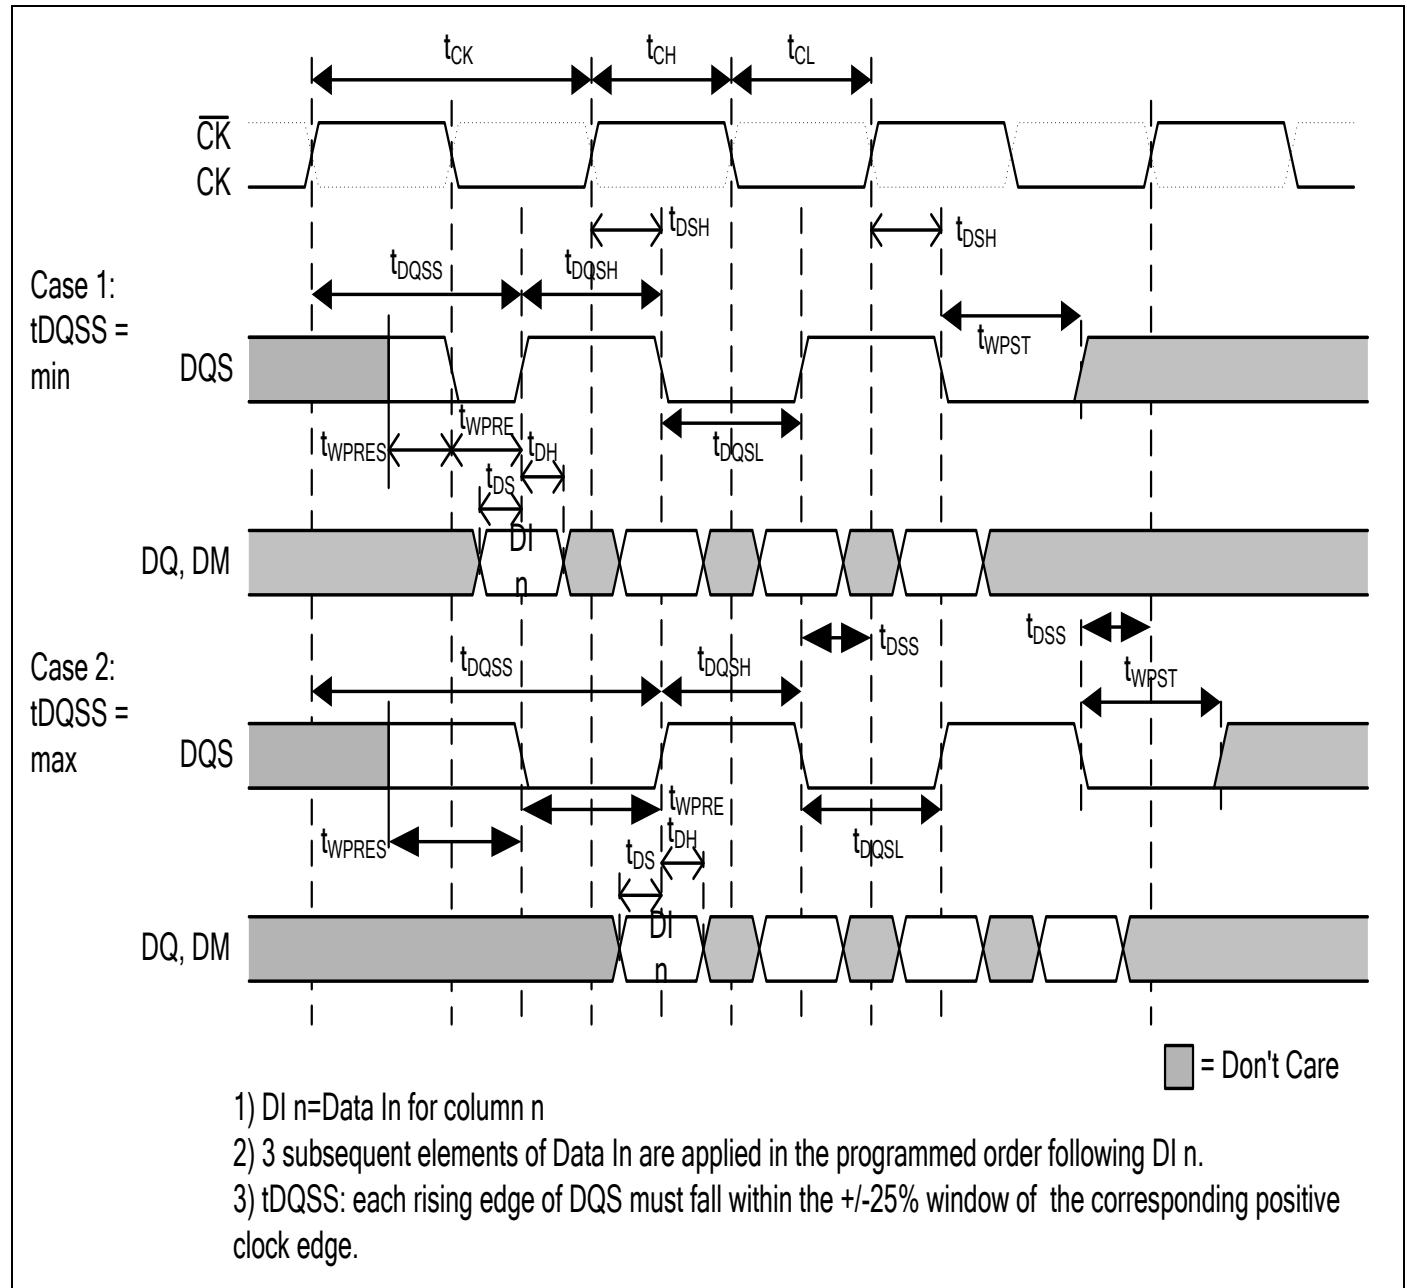 tCK tCH tCL
CK
CK
tDSH tDSH
tDQSS tDQSH
Case 1:
tDQSS =
min
DQS
tWPST
tWPRES tWPRE tDH tDQSL
tDS
DQ, DM
DI
n
tDSS tDSS
Case 2:
tDQSS =
max
tDQSS tDQSH tWPST
DQS
tWPRES tWPRE tDQSL
tDS tDH
DQ, DM
DI
n
= Don't Care
1) DI n=Data In for column n
2) 3 subsequent elements of Data In are applied in the programmed order following DI n.
3) tDQSS: each rising edge of DQS must fall within the +/-25% window of the corresponding positive
clock edge.